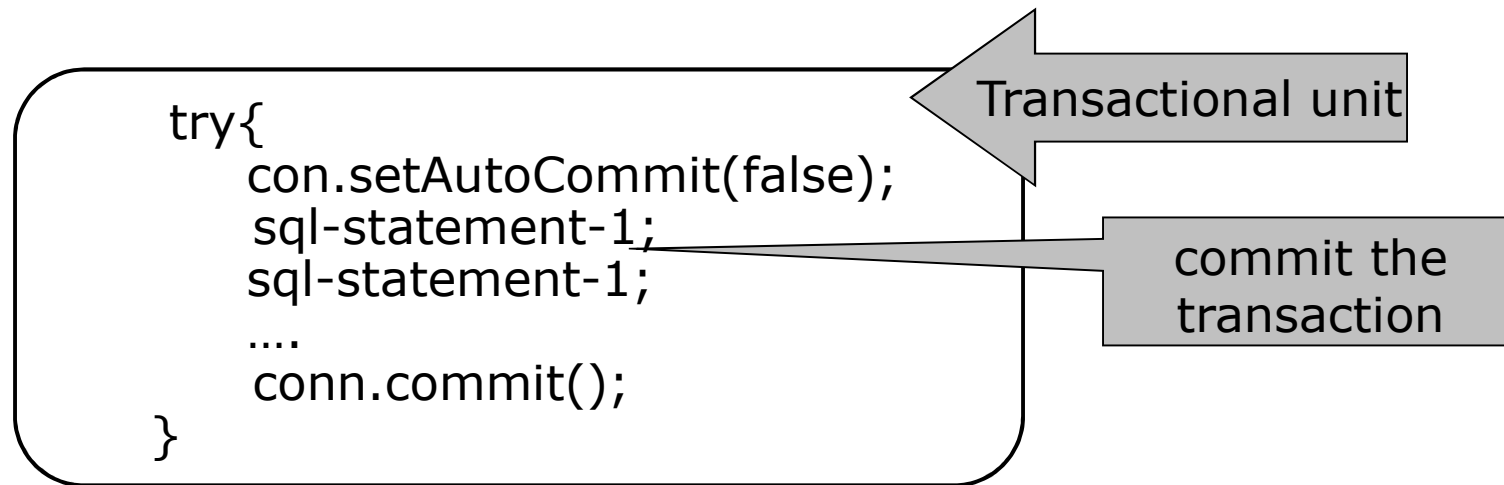 try{
con.setAutoCommit(false);
sql-statement-1;
sql-statement-1;
….
conn.commit();
}
Transactional unit
commit the
transaction